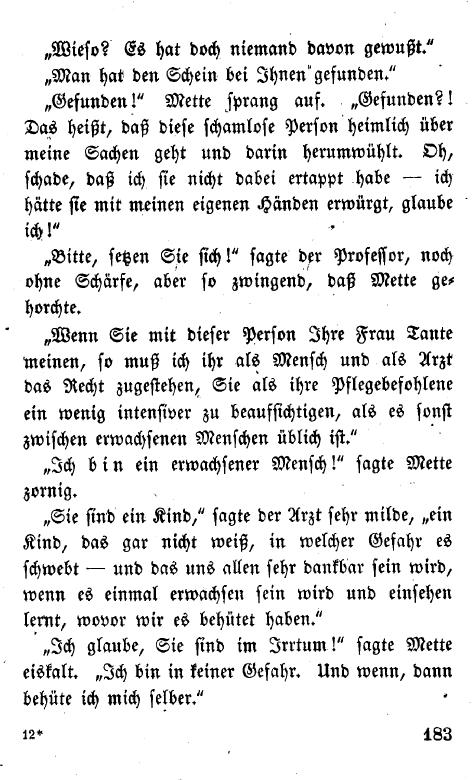 „Wieso? Es hat doch niemand davon gewußt.“
„Man hat den Schein bei Ihnen gefunden.“
„Gefunden!“ Mette sprang auf. „Gefunden?!
Das heißt, daß diese schamlose Person heimlich über
meine Sachen geht und darin herumwühlt. Oh,
schade, daß ich sie nicht dabei ertappt habe — ich
hätte sie mit meinen eigenen Händen erwürgt, glaube
ich!“
„Bitte, setzen Sie sich!“ sagte der Professor, noch
ohne Schärfe, aber so zwingend, daß Mette ge-
horchte.
„Wenn Sie mit dieser Person Ihre Frau Tante
meinen, so muß ich ihr als Mensch und als Arzt
das Recht zugestehen, Sie als ihre Pflegebefohlene
ein wenig intensiver zu beaufsichtigen, als es sonst
zwischen erwachsenen Menschen üblich ist.“
„Ich bin ein erwachsener Mensch!“ sagte Mette
zornig.
„Sie sind ein Kind,“ sagte der Arzt sehr milde, „ein
Kind, das gar nicht weiß, in welcher Gefahr es
schwebt — und das uns allen sehr dankbar sein wird,
wenn es einmal erwachsen sein wird und einsehen
lernt, wovor wir es behütet haben.“
„Ich glaube, Sie sind im Irrtum!“ sagte Mette
eiskalt. „Ich bin in keiner Gefahr. Und wenn, dann
behüte ich mich selber.“
12*
183